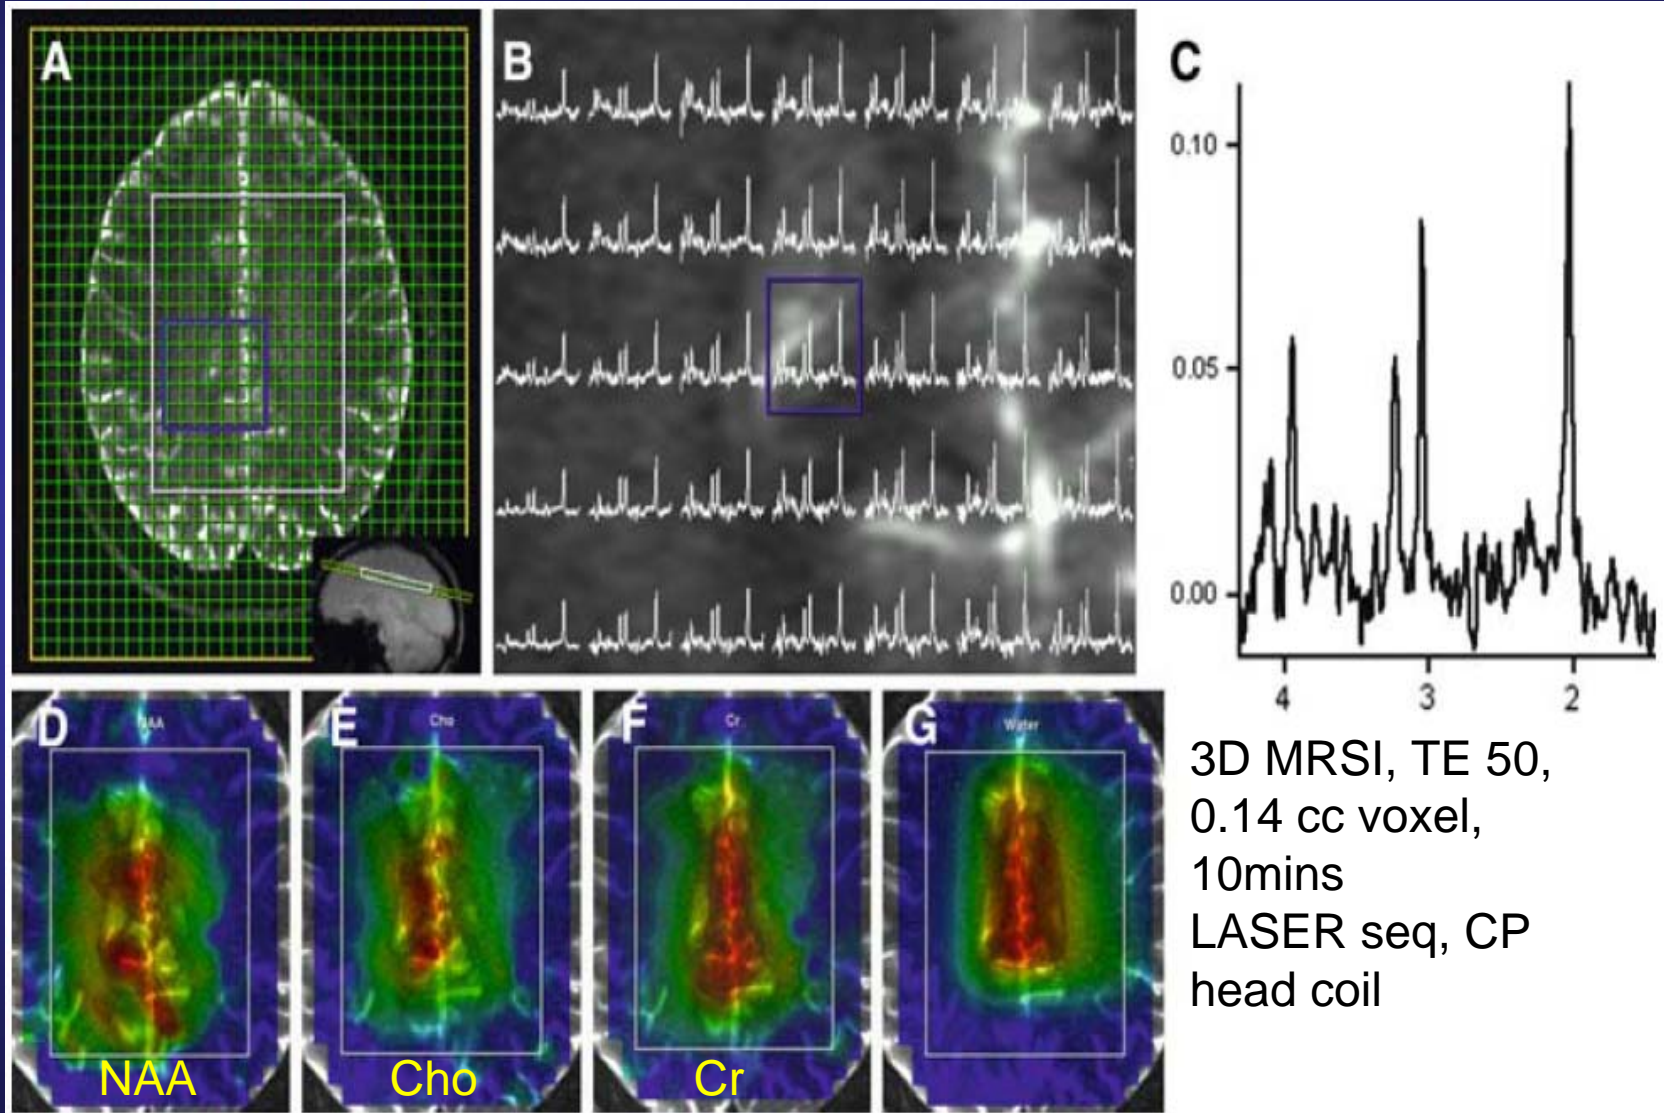 A
B
C
0.10
0.05
0.00
4 3 2
D
NAA
E
Cho
F
Cr
G
Water
NAA
Cho
Cr
3D MRSI, TE 50,
0.14 cc voxel,
10mins
LASER seq, CP
head coil